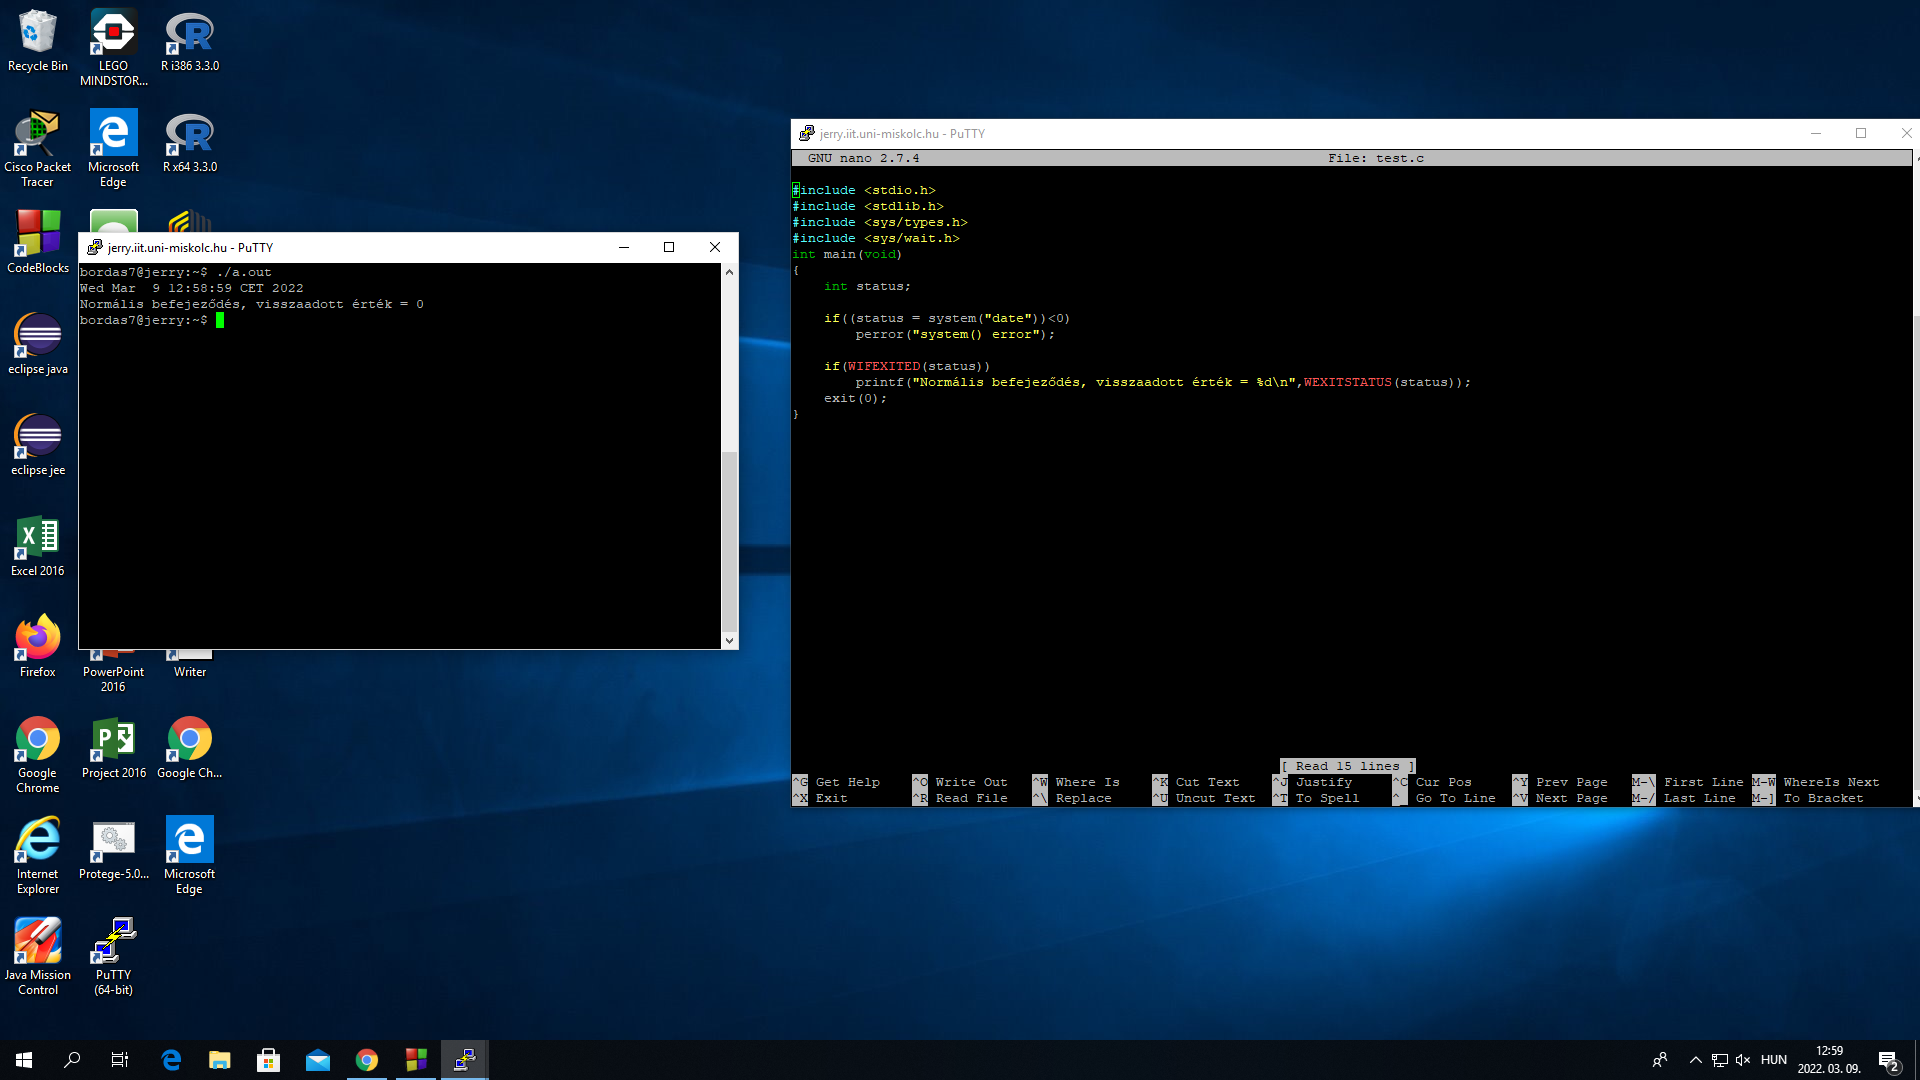 Recycle Bin
LEGO
MINDSTOR...
R i386 3.3.0
Cisco Packet
Tracer
Microsoft
Edge
R x64 3.3.0
CodeBlocks
eclipse java
eclipse jee
Excel 2016
Firefox
PowerPoint
2016
Writer
Google
Chrome
Project 2016
Google Ch...
Internet
Explorer
Protege-5.0...
Microsoft
Edge
Java Mission
Control
PuTTY
(64-bit)
jerry.iit.uni-miskolc.hu - PuTTY
bordas7@jerry:~$ ./a.out
Wed Mar  9 12:58:59 CET 2022
Normális befejeződés, visszaadott érték = 0
bordas7@jerry:~$
jerry.iit.uni-miskolc.hu - PuTTY
GNU nano 2.7.4 File: test.c
#include <stdio.h>
#include <stdlib.h>
#include <sys/types.h>
#include <sys/wait.h>
int main(void)
{
    int status;
    if((status = system("date"))<0)
        perror("system() error");
    if(WIFEXITED(status))
        printf("Normális befejeződés, visszaadott érték = %d\n",WEXITSTATUS(status));
    exit(0);
}
[ Read 15 lines ]
^G Get Help ^O Write Out ^W Where Is ^K Cut Text ^J Justify ^C Cur Pos ^Y Prev Page M-\ First Line M-W WhereIs Next
^X Exit ^R Read File ^\ Replace ^U Uncut Text ^T To Spell ^_ Go To Line ^V Next Page M-/ Last Line M-] To Bracket
HUN
12:59
2022. 03. 09.
2